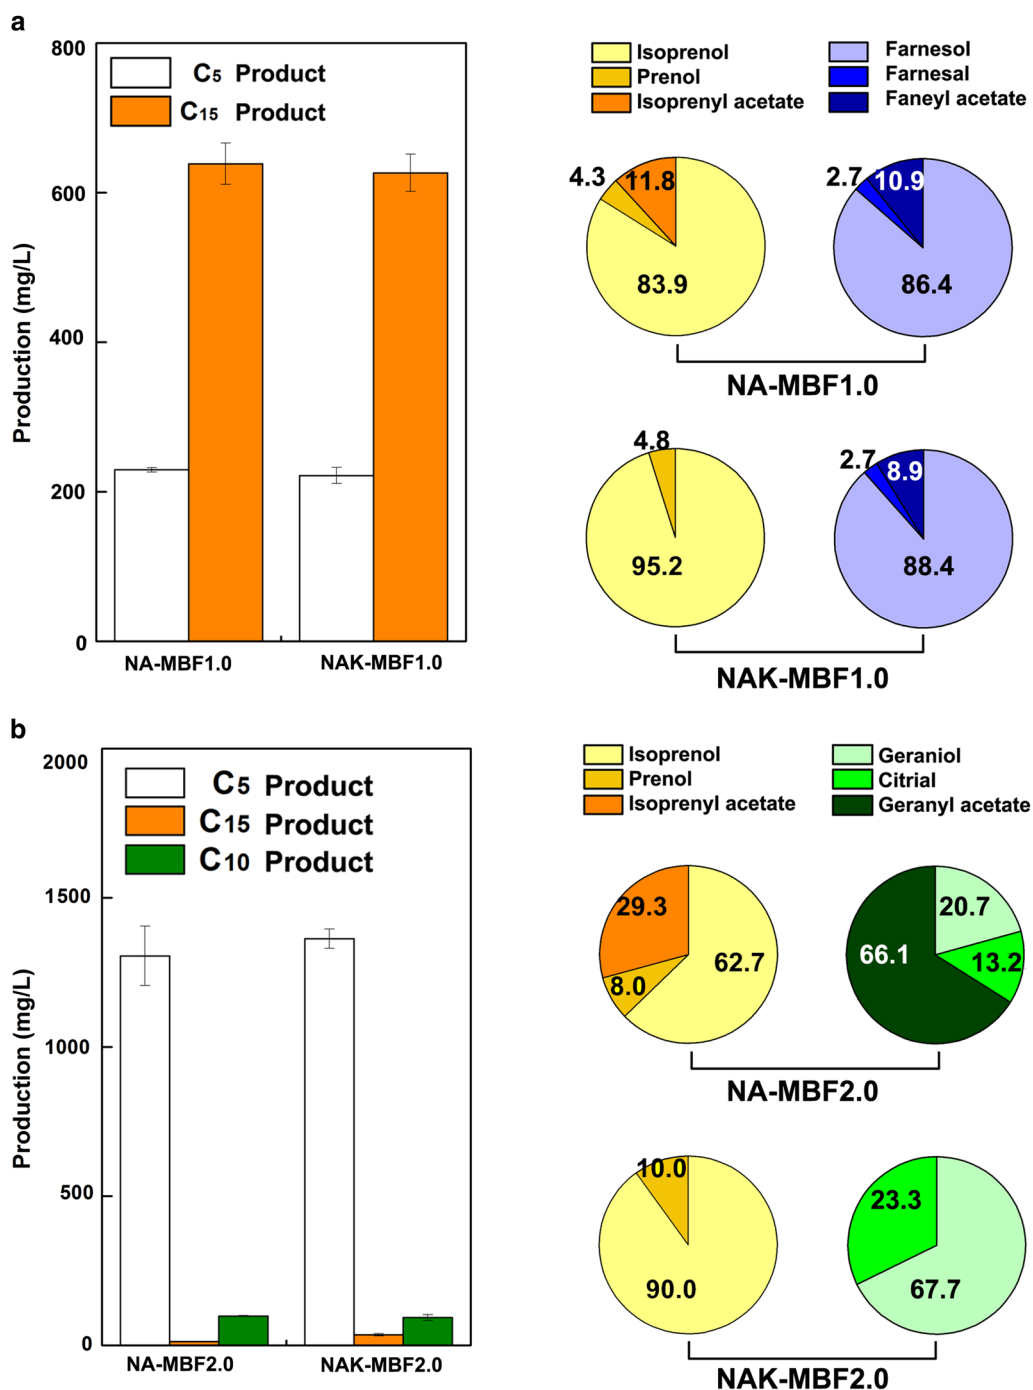 a
800
600
400
200
0
Production (mg/L)
C5 Product
C15 Product
NA-MBF1.0
NAK-MBF1.0
Isoprenol
Prenol
Isoprenyl acetate
Farnesol
Farnesal
Faneyl acetate
4.3
11.8
83.9
2.7
10.9
86.4
NA-MBF1.0
4.8
95.2
2.7
8.9
88.4
NAK-MBF1.0
b
2000
1500
1000
500
0
Production (mg/L)
C5 Product
C15 Product
C10 Product
NA-MBF2.0
NAK-MBF2.0
Isoprenol
Prenol
Isoprenyl acetate
Geraniol
Citrial
Geranyl acetate
29.3
8.0
62.7
66.1
20.7
13.2
NA-MBF2.0
10.0
90.0
23.3
67.7
NAK-MBF2.0